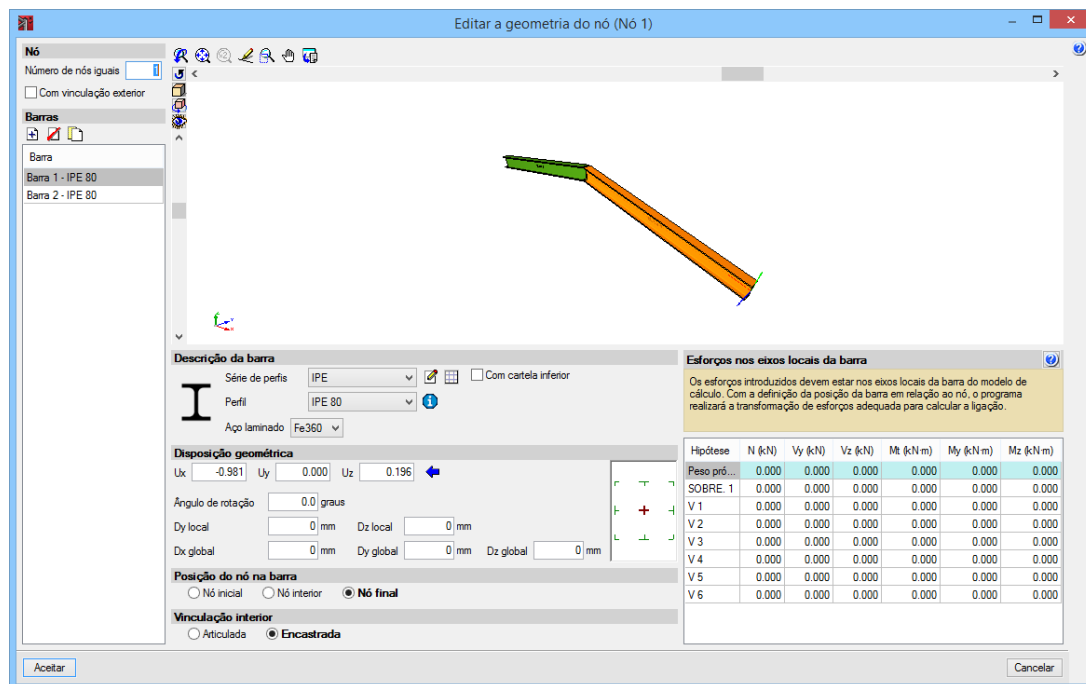 Editar a geometria do nó (Nó 1)
Nó
Número de nós iguais 1
Com vinculação exterior
Barras
Barra
Barra 1 - IPE 80
Barra 2 - IPE 80
Descrição da barra
Série de perfis IPE Com cartela inferior
Perfil IPE 80
Aço laminado Fe360
Disposição geométrica
Ux -0.981 Uy 0.000 Uz 0.196
Ângulo de rotação 0.0 graus
Dy local 0 mm Dz local 0 mm
Dx global 0 mm Dy global 0 mm Dz global 0 mm
Posição do nó na barra
Nó inicial Nó interior Nó final
Vinculação interior
Articulada Encastrada
Esforços nos eixos locais da barra
Os esforços introduzidos devem estar nos eixos locais da barra do modelo de
cálculo. Com a definição da posição da barra em relação ao nó, o programa
realizará a transformação de esforços adequada para calcular a ligação.
Hipótese N (kN) Vy (kN) Vz (kN) Mt (kN·m) My (kN·m) Mz (kN·m)
Peso pró... 0.000 0.000 0.000 0.000 0.000 0.000
SOBRE. 1 0.000 0.000 0.000 0.000 0.000 0.000
V 1 0.000 0.000 0.000 0.000 0.000 0.000
V 2 0.000 0.000 0.000 0.000 0.000 0.000
V 3 0.000 0.000 0.000 0.000 0.000 0.000
V 4 0.000 0.000 0.000 0.000 0.000 0.000
V 5 0.000 0.000 0.000 0.000 0.000 0.000
V 6 0.000 0.000 0.000 0.000 0.000 0.000
Aceitar
Cancelar